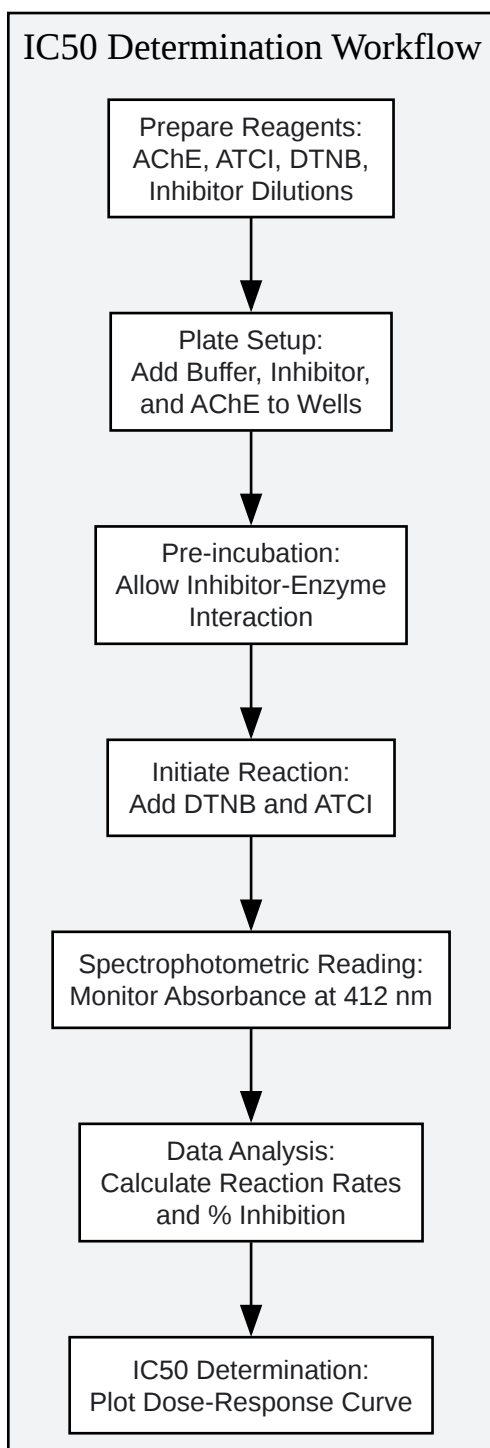 IC50 Determination Workflow
Prepare Reagents:
AChE, ATCI, DTNB,
Inhibitor Dilutions
Plate Setup:
Add Buffer, Inhibitor,
and AChE to Wells
Pre-incubation:
Allow Inhibitor-Enzyme
Interaction
Initiate Reaction:
Add DTNB and ATCI
Spectrophotometric Reading:
Monitor Absorbance at 412 nm
Data Analysis:
Calculate Reaction Rates
and % Inhibition
IC50 Determination:
Plot Dose-Response Curve